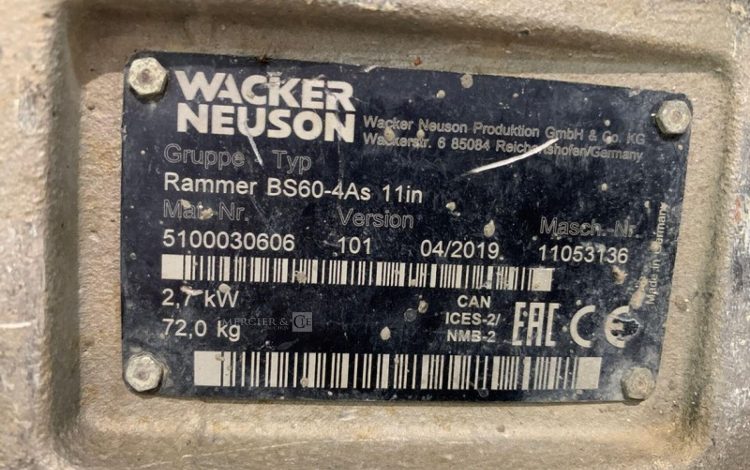 WACKER
NEUSON
Wacker Neuson Produktion GmbH & Co. KG
Wackerstr. 6 85084 Reichertshofen/Germany
Gruppe Typ
Rammer BS60-4As 11in
Mat.-Nr. Version Masch.-Nr.
5100030606 101 04/2019 11053136
2,7 kW
72,0 kg
CAN
ICES-2/
NMB-2
EAC CE
Made in Germany
MERCIER & CIE